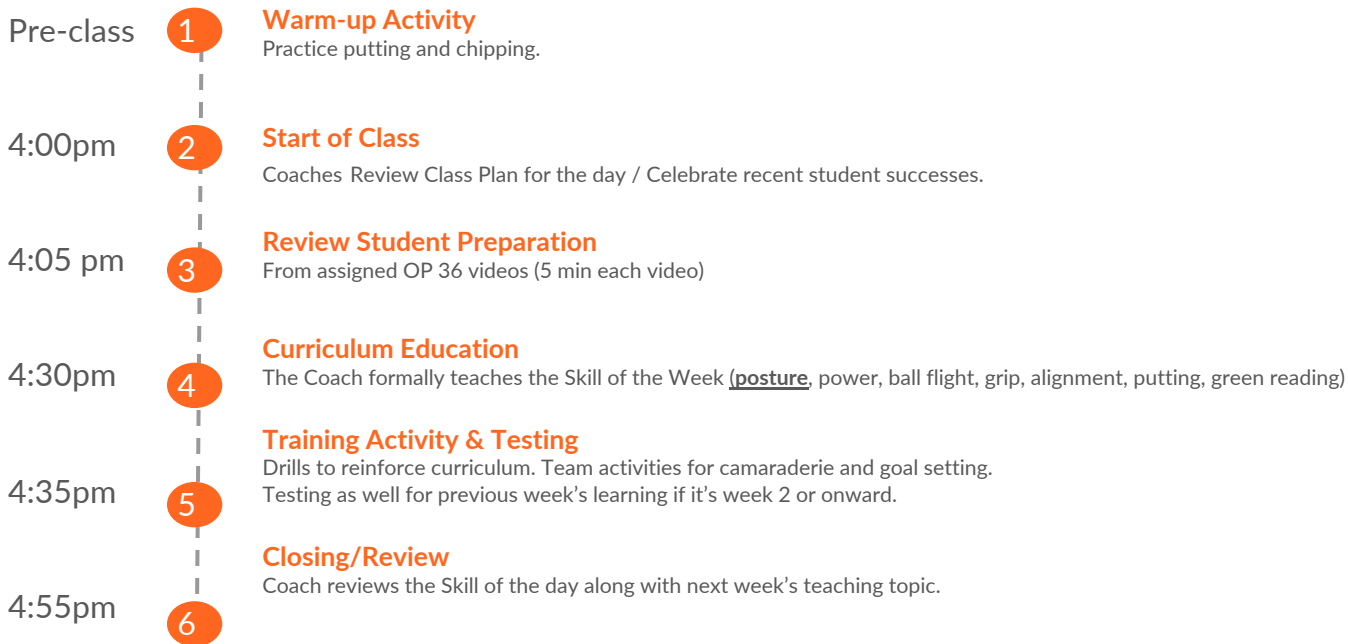 Pre-class
1
Warm-up Activity
Practice putting and chipping.
4:00pm
2
Start of Class
Coaches Review Class Plan for the day / Celebrate recent student successes.
4:05 pm
3
Review Student Preparation
From assigned OP 36 videos (5 min each video)
4:30pm
4
Curriculum Education
The Coach formally teaches the Skill of the Week (posture, power, ball flight, grip, alignment, putting, green reading)
4:35pm
5
Training Activity & Testing
Drills to reinforce curriculum. Team activities for camaraderie and goal setting.
Testing as well for previous week’s learning if it’s week 2 or onward.
4:55pm
6
Closing/Review
Coach reviews the Skill of the day along with next week’s teaching topic.